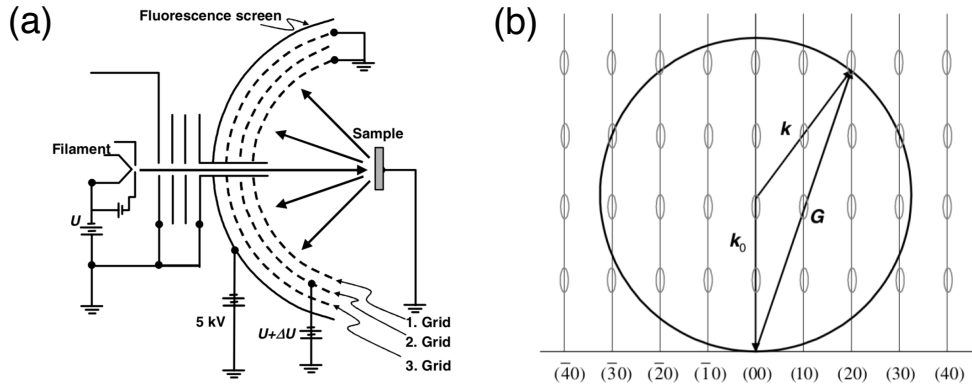 (a)
Fluorescence screen
Sample
Filament
U
5 kV
U+ΔU
1. Grid
2. Grid
3. Grid
(b)
k
G
k₀
(4̄0) (3̄0) (2̄0) (1̄0) (00) (10) (20) (30) (40)